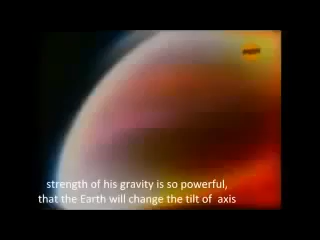 strength of his gravity is so powerful,
that the Earth will change the tilt of  axis